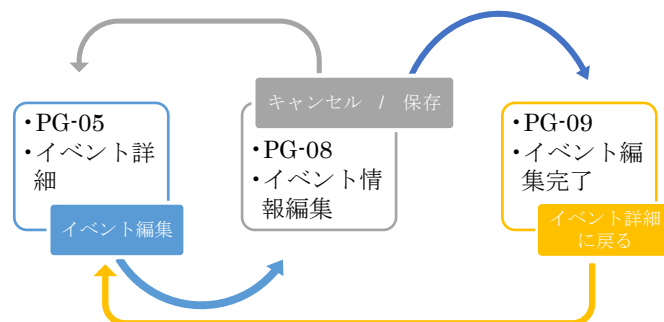 ・PG-05
・イベント詳
細
イベント編集
キャンセル / 保存
・PG-08
・イベント情
報編集
・PG-09
・イベント編
集完了
イベント詳細
に戻る